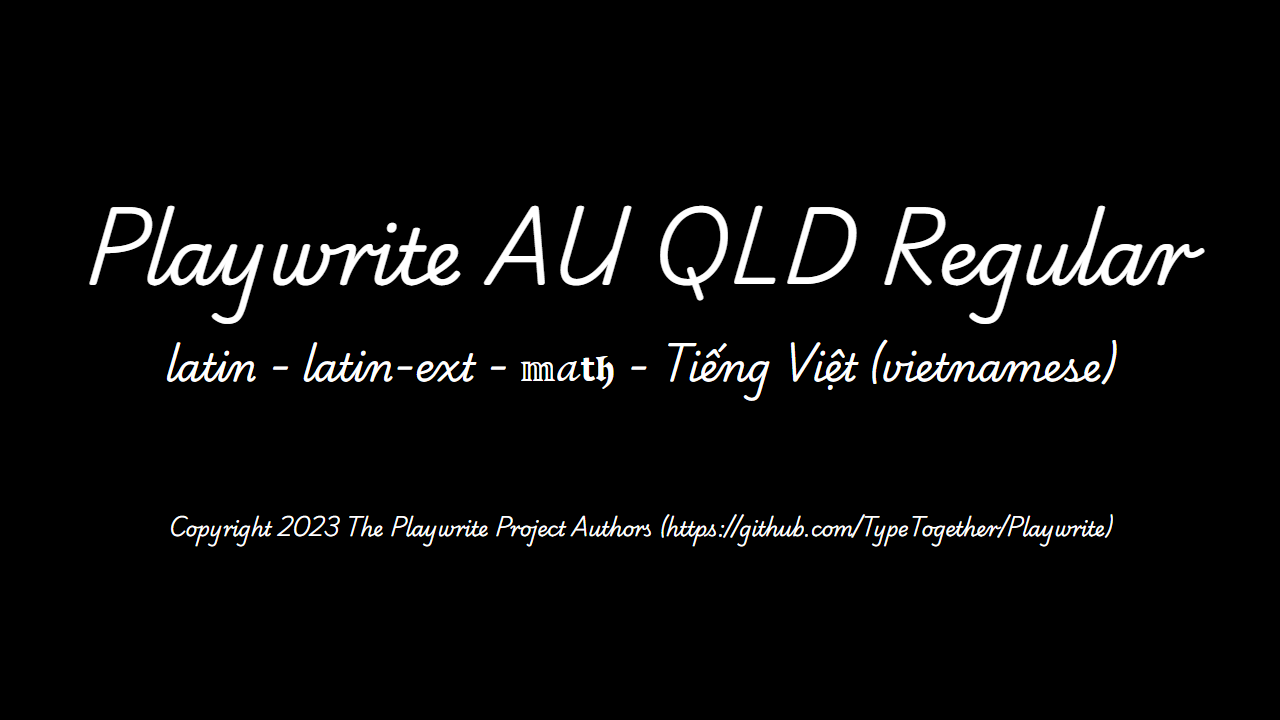 Playwrite AU QLD Regular
latin - latin-ext - 𝕞𝑎𝐭𝖍 - Tiếng Việt (vietnamese)
Copyright 2023 The Playwrite Project Authors (https://github.com/TypeTogether/Playwrite)